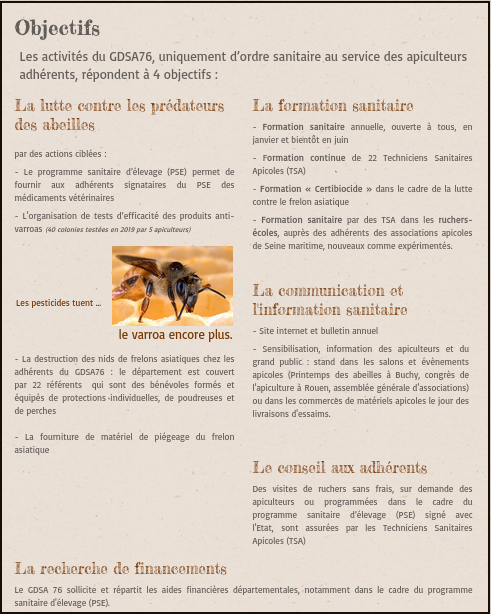 Objectifs
Les activités du GDSA76, uniquement d'ordre sanitaire au service des apiculteurs
adhérents, répondent à 4 objectifs :
La lutte contre les prédateurs
des abeilles
par des actions ciblées :
- Le programme sanitaire d'élevage (PSE) permet de
fournir aux adhérents signataires du PSE des
médicaments vétérinaires
- L'organisation de tests d'efficacité des produits anti-
varroas (40 colonies testées en 2019 par 5 apiculteurs)
Les pesticides tuent ...
le varroa encore plus.
- La destruction des nids de frelons asiatiques chez les
adhérents du GDSA76 : le département est couvert
par 22 référents qui sont des bénévoles formés et
équipés de protections individuelles, de poudreuses et
de perches
- La fourniture de matériel de piégeage du frelon
asiatique
La formation sanitaire
- Formation sanitaire annuelle, ouverte à tous, en
janvier et bientôt en juin
- Formation continue de 22 Techniciens Sanitaires
Apicoles (TSA)
- Formation « Certibiocide » dans le cadre de la lutte
contre le frelon asiatique
- Formation sanitaire par des TSA dans les ruchers-
écoles, auprès des adhérents des associations apicoles
de Seine maritime, nouveaux comme expérimentés.
La communication et
l'information sanitaire
- Site internet et bulletin annuel
- Sensibilisation, information des apiculteurs et du
grand public : stand dans les salons et évènements
apicoles (Printemps des abeilles à Buchy, congrès de
l'apiculture à Rouen, assemblée générale d'associations)
ou dans les commerces de matériels apicoles le jour des
livraisons d'essaims.
Le conseil aux adhérents
Des visites de ruchers sans frais, sur demande des
apiculteurs ou programmées dans le cadre du
programme sanitaire d'élevage (PSE) signé avec
l'Etat, sont assurées par les Techniciens Sanitaires
Apicoles (TSA)
La recherche de financements
Le GDSA 76 sollicite et répartit les aides financières départementales, notamment dans le cadre du programme
sanitaire d'élevage (PSE).